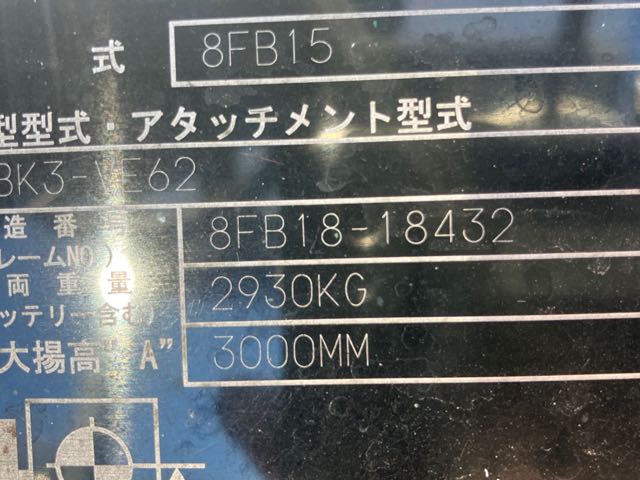 式 8FB15
型型式・アタッチメント型式
BK3-VE62
造番号 8FB18-18432
レームNO.)
両重量 2930KG
ッテリー含む)
大揚高"A" 3000MM